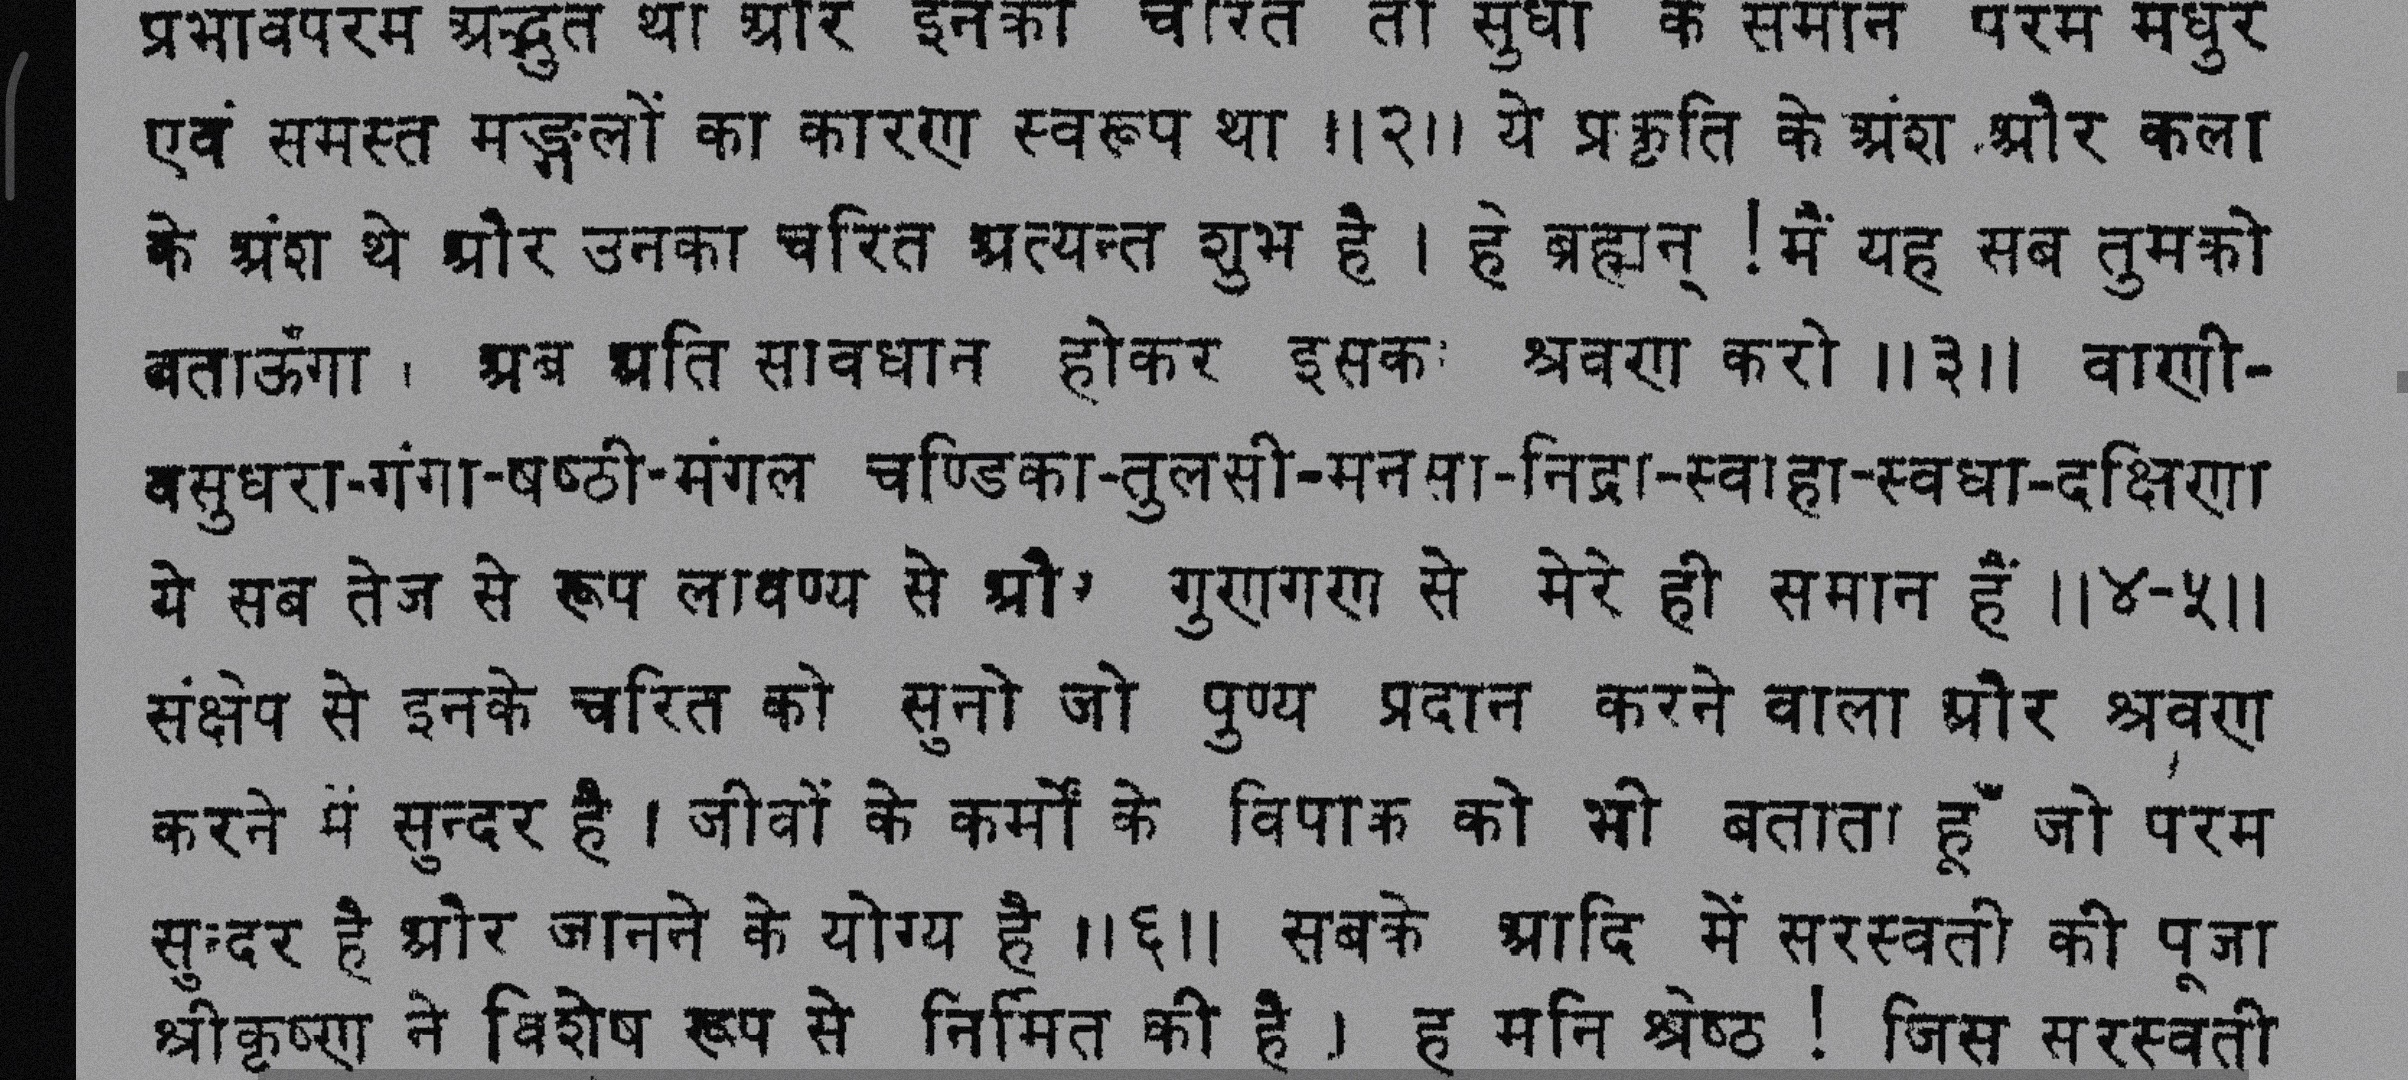 प्रभावपरम अद्भुत था और इनका चरित तो सुधा के समान परम मधुर
एवं समस्त मङ्गलों का कारण स्वरूप था ॥२॥ ये प्रकृति के अंश और कला
के अंश थे और उनका चरित अत्यन्त शुभ है । हे ब्रह्मन् ! मैं यह सब तुमको
बताऊँगा । अब अति सावधान होकर इसका श्रवण करो ॥३॥ वाणी-
वसुधरा-गंगा-षष्ठी-मंगल चण्डिका-तुलसी-मनसा-निद्रा-स्वाहा-स्वधा-दक्षिणा
ये सब तेज से रूप लावण्य से और गुणगण से मेरे ही समान हैं ॥४-५॥
संक्षेप से इनके चरित को सुनो जो पुण्य प्रदान करने वाला और श्रवण
करने में सुन्दर है । जीवों के कर्मों के विपाक को भी बताता हूँ जो परम
सुन्दर है और जानने के योग्य है ॥६॥ सबके आदि में सरस्वती की पूजा
श्रीकृष्ण ने विशेष रूप से निर्मित की है । ह मनि श्रेष्ठ ! जिस सरस्वती